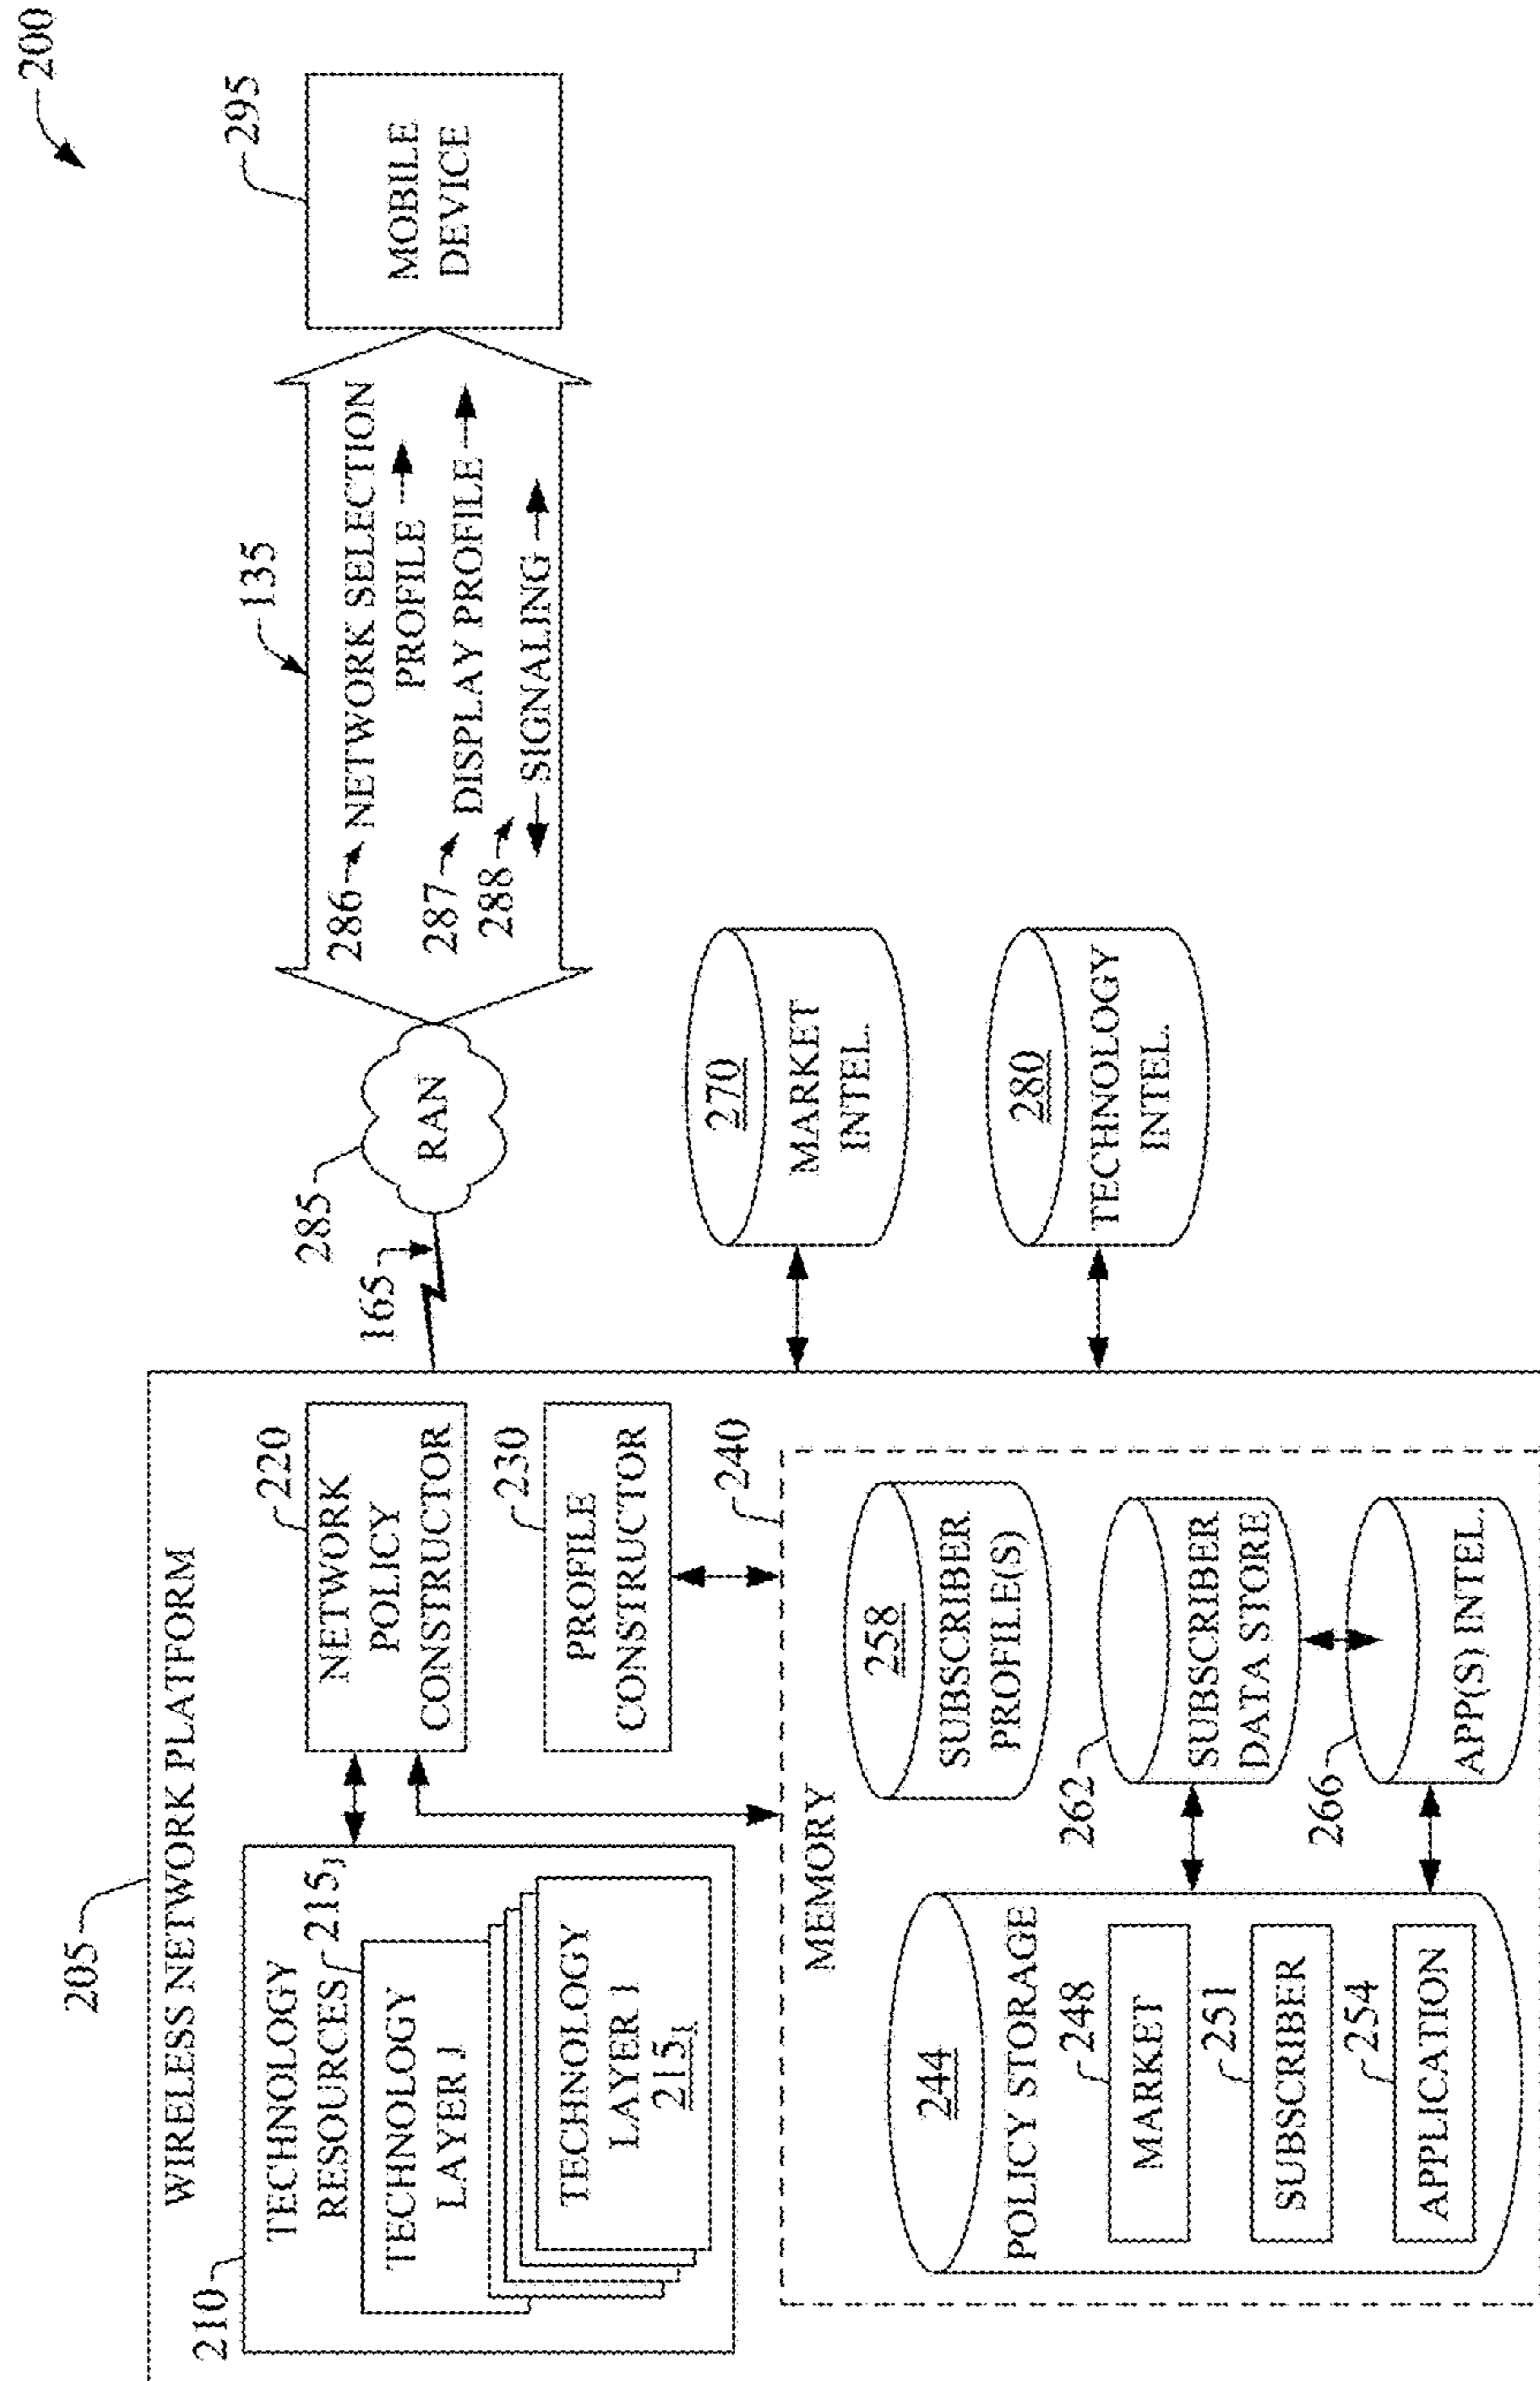 200
205
WIRELESS NETWORK PLATFORM
210
TECHNOLOGY
RESOURCES
215J
TECHNOLOGY
LAYER J
TECHNOLOGY
LAYER 1
2151
220
NETWORK
POLICY
CONSTRUCTOR
230
PROFILE
CONSTRUCTOR
240
MEMORY
244
POLICY STORAGE
248
MARKET
251
SUBSCRIBER
254
APPLICATION
258
SUBSCRIBER
PROFILE(S)
262
SUBSCRIBER
DATA STORE
266
APP(S) INTEL.
165
285
RAN
135
286
NETWORK SELECTION
PROFILE
287
DISPLAY PROFILE
288
SIGNALING
295
MOBILE
DEVICE
270
MARKET
INTEL.
280
TECHNOLOGY
INTEL.